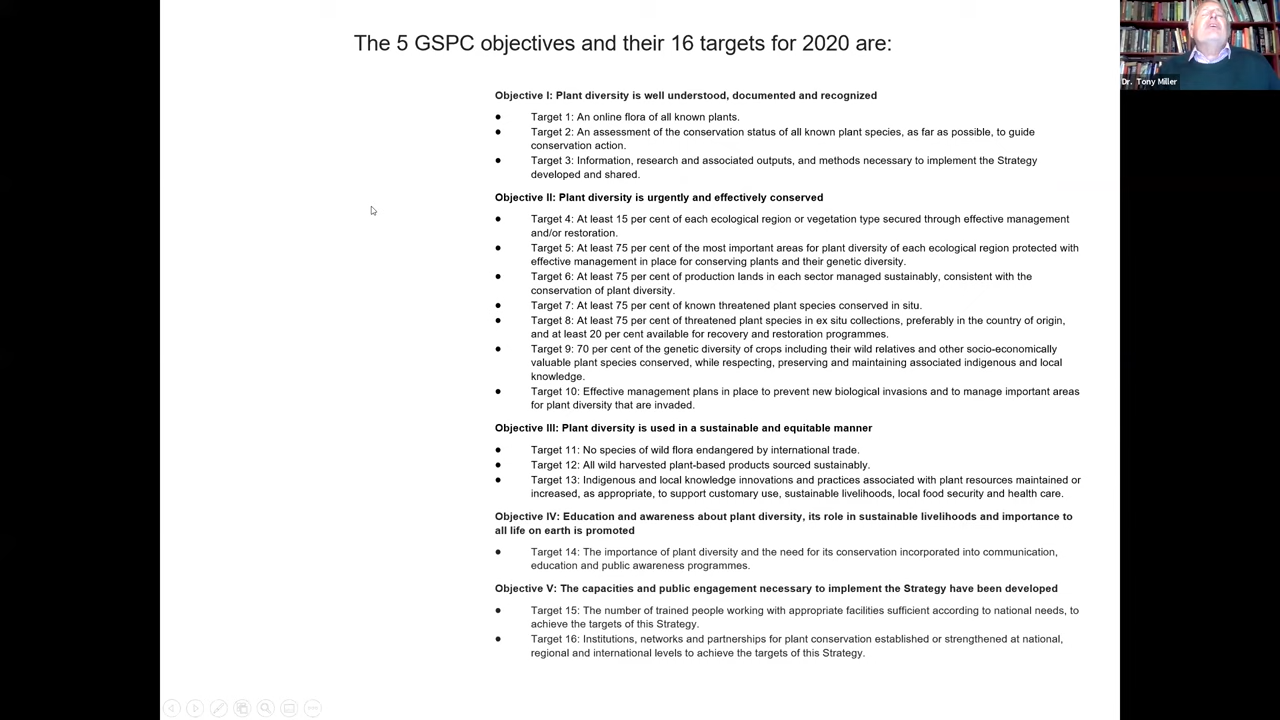 The 5 GSPC objectives and their 16 targets for 2020 are:
Dr. Tony Miller
Objective I: Plant diversity is well understood, documented and recognized
● Target 1: An online flora of all known plants.
● Target 2: An assessment of the conservation status of all known plant species, as far as possible, to guide
conservation action.
● Target 3: Information, research and associated outputs, and methods necessary to implement the Strategy
developed and shared.
Objective II: Plant diversity is urgently and effectively conserved
● Target 4: At least 15 per cent of each ecological region or vegetation type secured through effective management
and/or restoration.
● Target 5: At least 75 per cent of the most important areas for plant diversity of each ecological region protected with
effective management in place for conserving plants and their genetic diversity.
● Target 6: At least 75 per cent of production lands in each sector managed sustainably, consistent with the
conservation of plant diversity.
● Target 7: At least 75 per cent of known threatened plant species conserved in situ.
● Target 8: At least 75 per cent of threatened plant species in ex situ collections, preferably in the country of origin,
and at least 20 per cent available for recovery and restoration programmes.
● Target 9: 70 per cent of the genetic diversity of crops including their wild relatives and other socio-economically
valuable plant species conserved, while respecting, preserving and maintaining associated indigenous and local
knowledge.
● Target 10: Effective management plans in place to prevent new biological invasions and to manage important areas
for plant diversity that are invaded.
Objective III: Plant diversity is used in a sustainable and equitable manner
● Target 11: No species of wild flora endangered by international trade.
● Target 12: All wild harvested plant-based products sourced sustainably.
● Target 13: Indigenous and local knowledge innovations and practices associated with plant resources maintained or
increased, as appropriate, to support customary use, sustainable livelihoods, local food security and health care.
Objective IV: Education and awareness about plant diversity, its role in sustainable livelihoods and importance to
all life on earth is promoted
● Target 14: The importance of plant diversity and the need for its conservation incorporated into communication,
education and public awareness programmes.
Objective V: The capacities and public engagement necessary to implement the Strategy have been developed
● Target 15: The number of trained people working with appropriate facilities sufficient according to national needs, to
achieve the targets of this Strategy.
● Target 16: Institutions, networks and partnerships for plant conservation established or strengthened at national,
regional and international levels to achieve the targets of this Strategy.